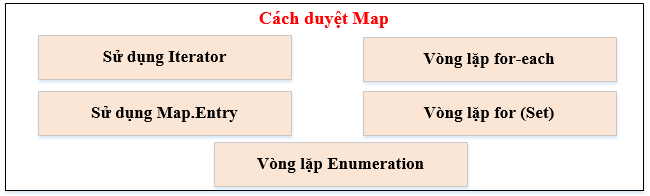 Cách duyệt Map
Sử dụng Iterator
Vòng lặp for-each
Sử dụng Map.Entry
Vòng lặp for (Set)
Vòng lặp Enumeration